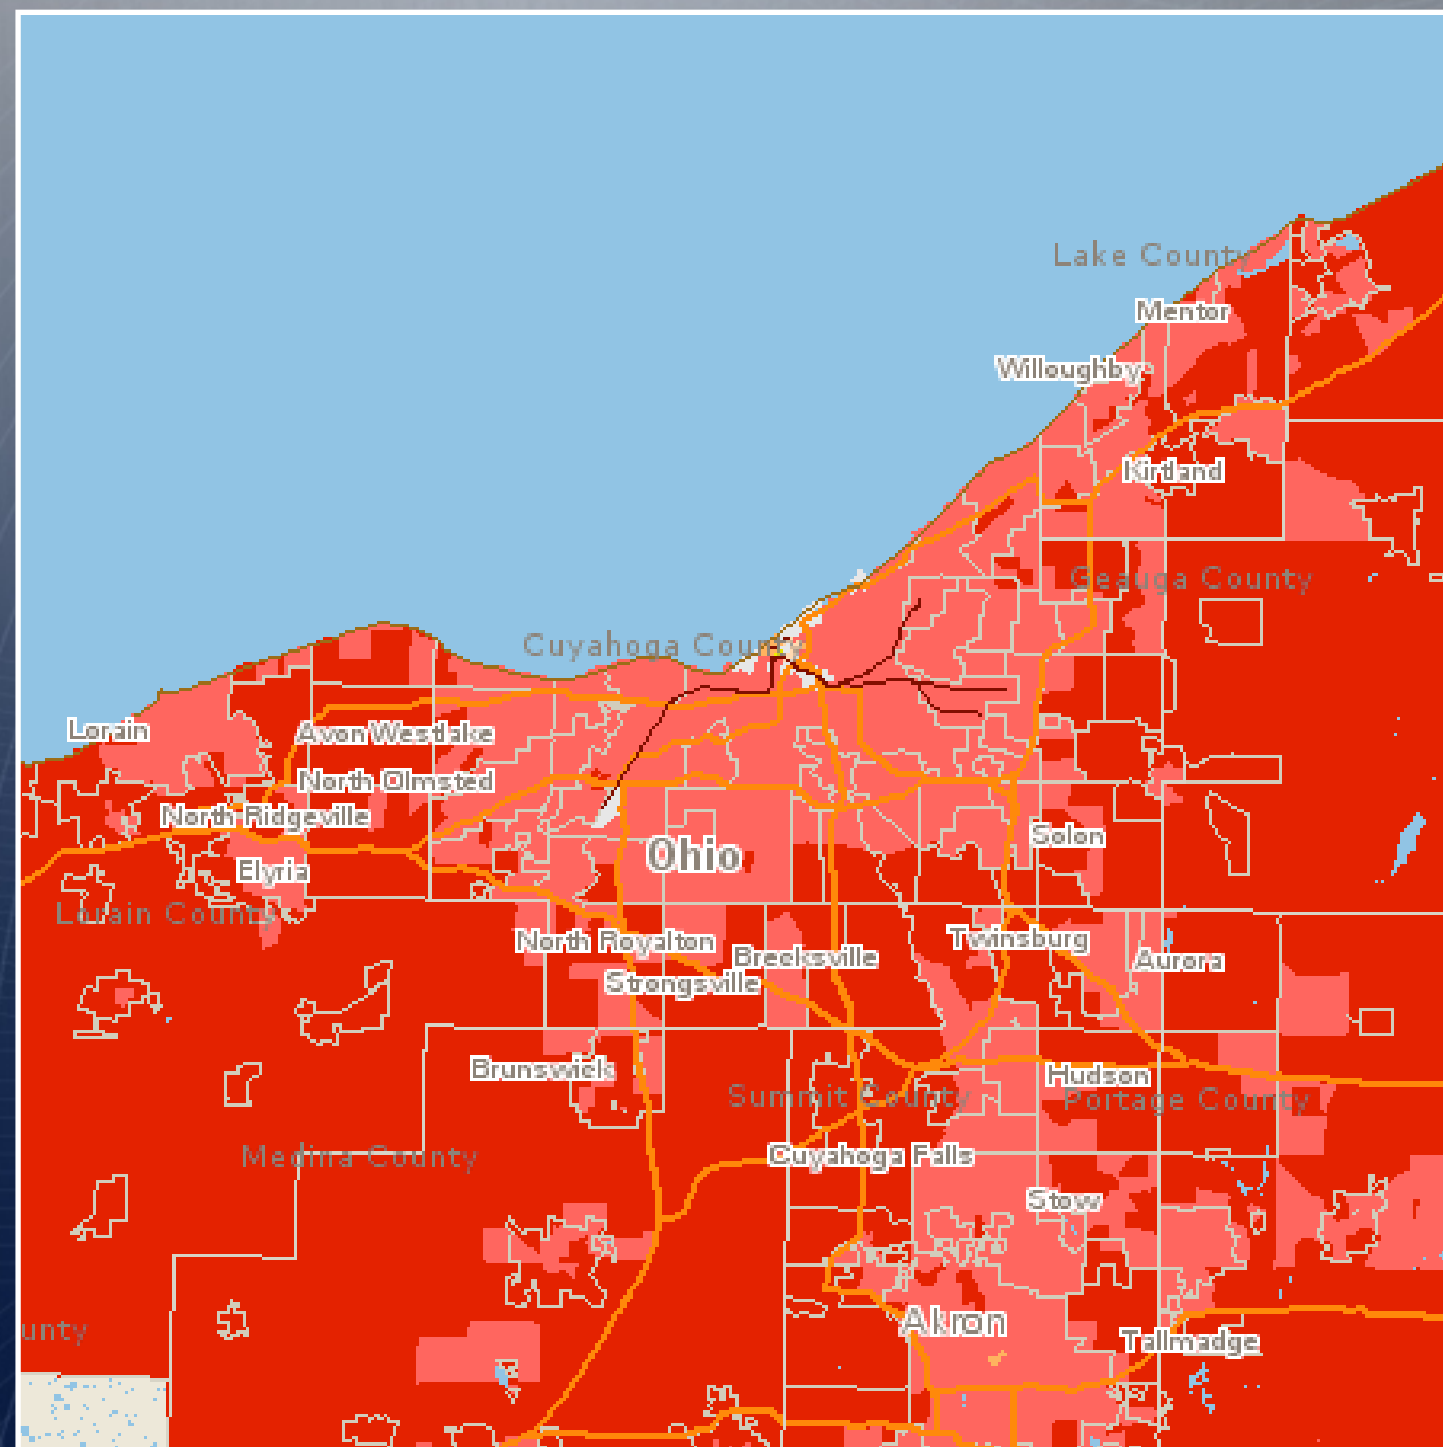 Lake County
Mentor
Willoughby
Kirtland
Geauga County
Cuyahoga County
Lorain
Avon Westlake
North Olmsted
North Ridgeville
Solon
Ohio
Elyria
Lorain County
North Royalton
Twinsburg
Brecksville
Aurora
Strongsville
Brunswick
Hudson
Summit County
Portage County
Medina County
Cuyahoga Falls
Stow
Akron
unty
Tallmadge